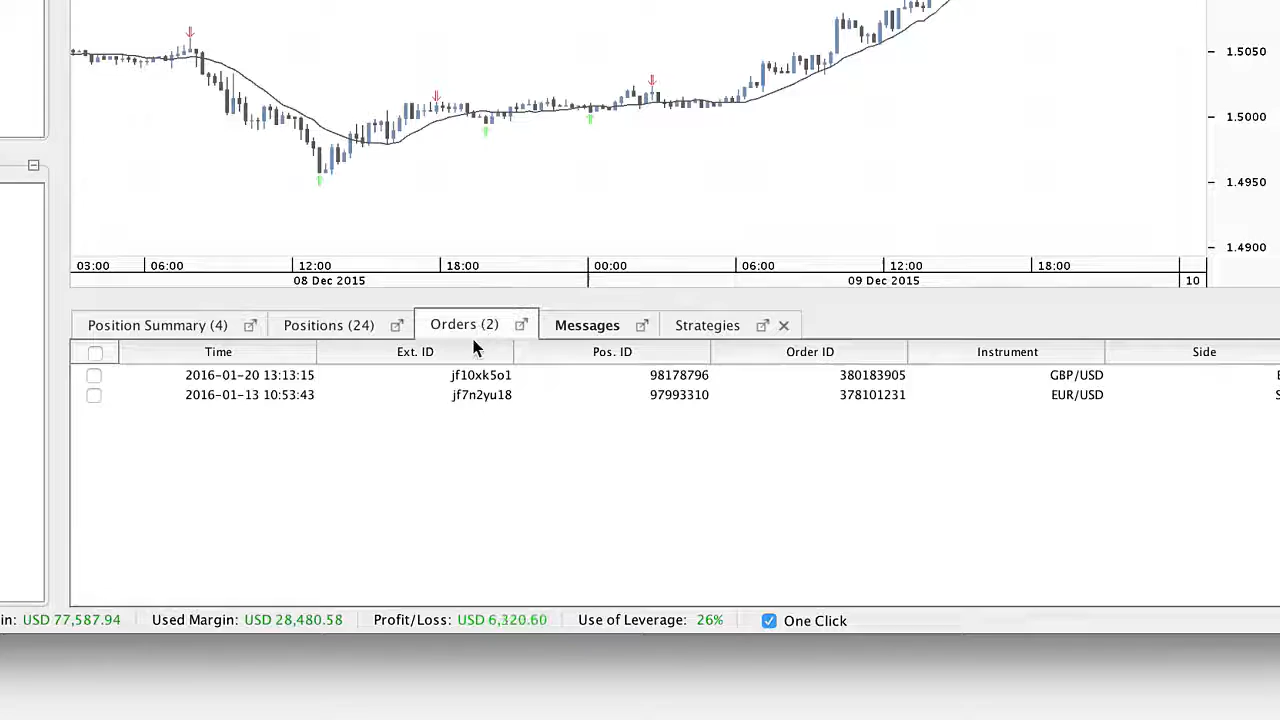 1.5050
1.5000
1.4950
1.4900
03:00 06:00 12:00 18:00 00:00 06:00 12:00 18:00
08 Dec 2015 09 Dec 2015 10
Position Summary (4) Positions (24) Orders (2) Messages Strategies
Time Ext. ID Pos. ID Order ID Instrument Side
2016-01-20 13:13:15 jf10xk5o1 98178796 380183905 GBP/USD
2016-01-13 10:53:43 jf7n2yu18 97993310 378101231 EUR/USD
in: USD 77,587.94 Used Margin: USD 28,480.58 Profit/Loss: USD 6,320.60 Use of Leverage: 26% One Click